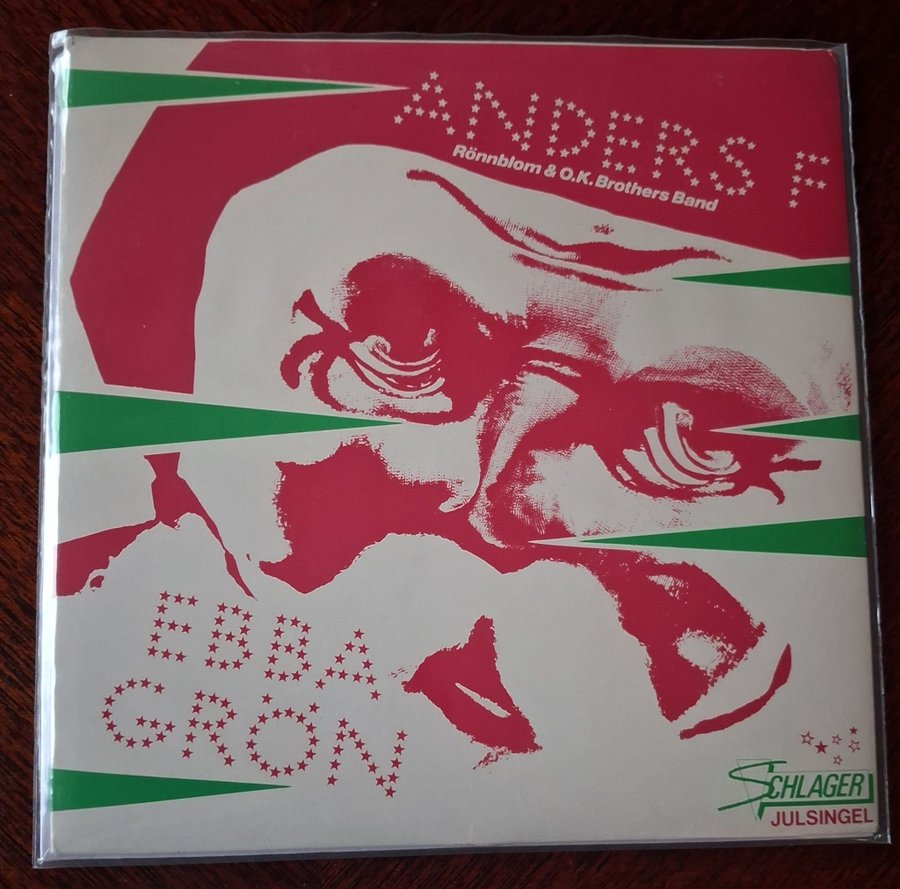 ANDERS F
Rönnblom & O.K. Brothers Band
EBBA
GRÖN
SCHLAGER
JULSINGEL